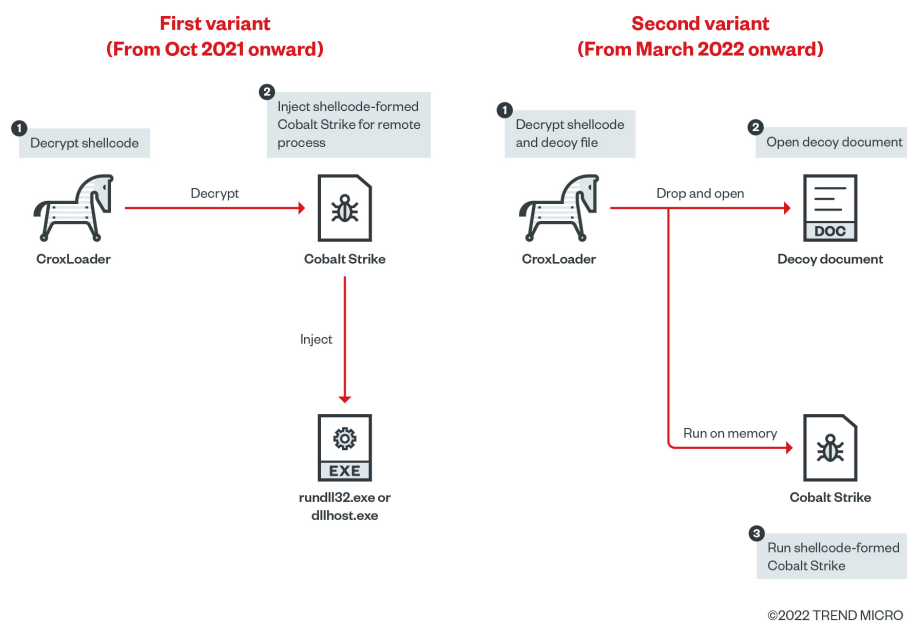 First variant
(From Oct 2021 onward)
1
Decrypt shellcode
2
Inject shellcode-formed
Cobalt Strike for remote
process
Decrypt
CroxLoader
Cobalt Strike
Inject
EXE
rundll32.exe or
dllhost.exe
Second variant
(From March 2022 onward)
1
Decrypt shellcode
and decoy file
2
Open decoy document
Drop and open
DOC
CroxLoader
Decoy document
Run on memory
Cobalt Strike
3
Run shellcode-formed
Cobalt Strike
©2022 TREND MICRO